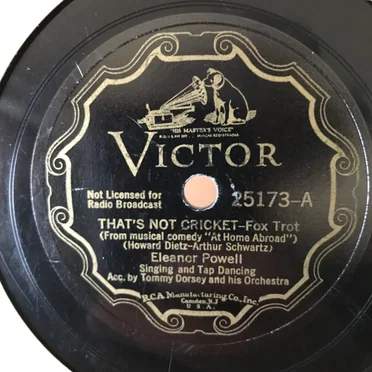 "HIS MASTER'S VOICE"
VICTOR
Not Licensed for
Radio Broadcast
25173-A
THAT'S NOT CRICKET-Fox Trot
(From musical comedy "At Home Abroad")
(Howard Dietz-Arthur Schwartz)
Eleanor Powell
Singing and Tap Dancing
Acc. by Tommy Dorsey and his Orchestra
R.C.A. Manufacturing Co., Inc.
Camden, N.J.
U.S.A.